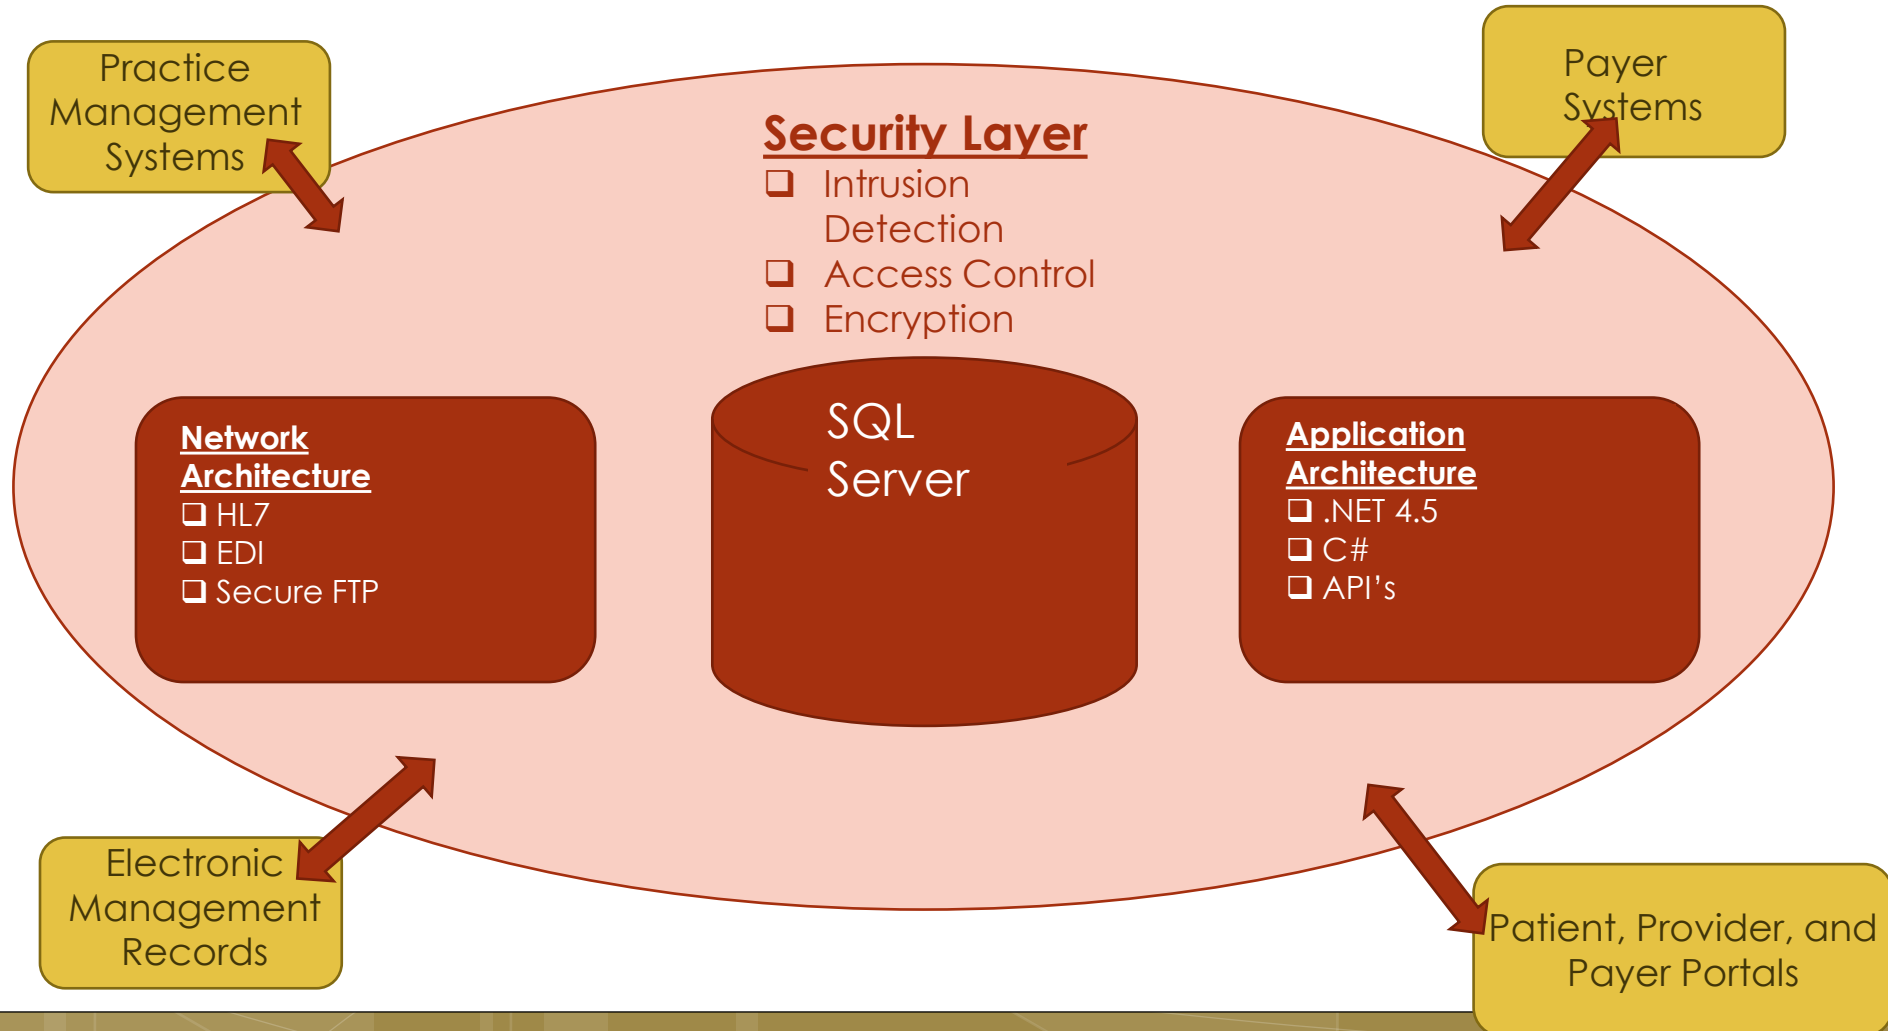 Practice
Management
Systems
Payer
Systems
Security Layer
Intrusion
Detection
Access Control
Encryption
Network
Architecture
HL7
EDI
Secure FTP
SQL
Server
Application
Architecture
.NET 4.5
C#
API’s
Electronic
Management
Records
Patient, Provider, and
Payer Portals